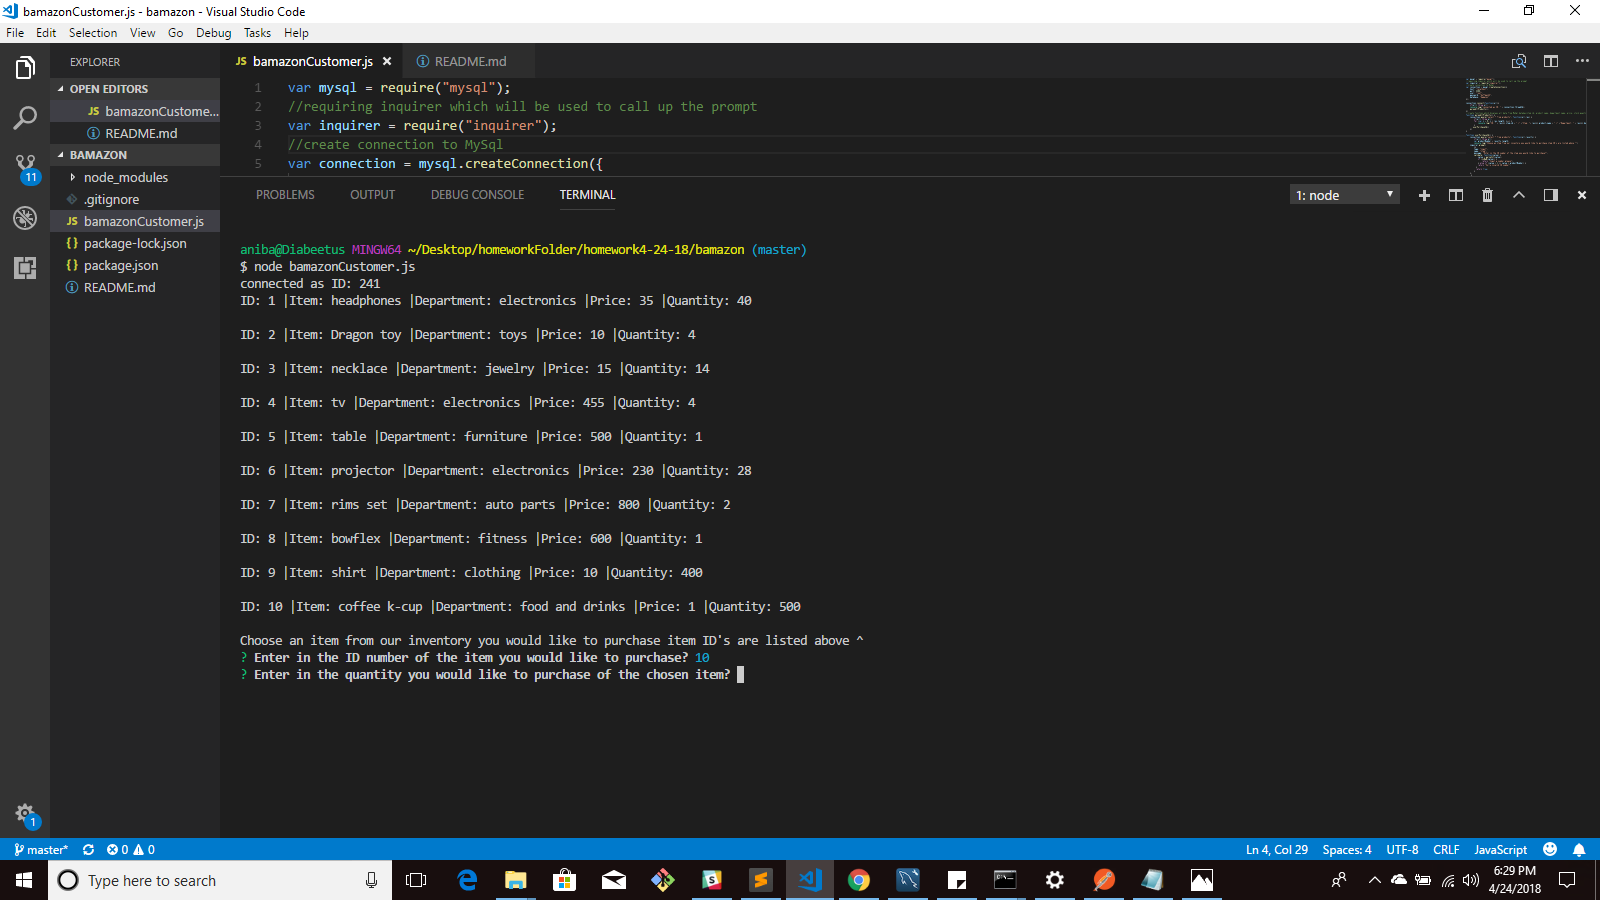 bamazonCustomer.js - bamazon - Visual Studio Code
File Edit Selection View Go Debug Tasks Help
EXPLORER
OPEN EDITORS
JS bamazonCustome...
README.md
BAMAZON
node_modules
.gitignore
JS bamazonCustomer.js
{} package-lock.json
{} package.json
README.md
11
1
JS bamazonCustomer.js README.md
1 var mysql = require("mysql");
2 //requiring inquirer which will be used to call up the prompt
3 var inquirer = require("inquirer");
4 //create connection to MySql
5 var connection = mysql.createConnection({
PROBLEMS OUTPUT DEBUG CONSOLE TERMINAL 1: node
aniba@Diabeetus MINGW64 ~/Desktop/homeworkFolder/homework4-24-18/bamazon (master)
$ node bamazonCustomer.js
connected as ID: 241
ID: 1 |Item: headphones |Department: electronics |Price: 35 |Quantity: 40
ID: 2 |Item: Dragon toy |Department: toys |Price: 10 |Quantity: 4
ID: 3 |Item: necklace |Department: jewelry |Price: 15 |Quantity: 14
ID: 4 |Item: tv |Department: electronics |Price: 455 |Quantity: 4
ID: 5 |Item: table |Department: furniture |Price: 500 |Quantity: 1
ID: 6 |Item: projector |Department: electronics |Price: 230 |Quantity: 28
ID: 7 |Item: rims set |Department: auto parts |Price: 800 |Quantity: 2
ID: 8 |Item: bowflex |Department: fitness |Price: 600 |Quantity: 1
ID: 9 |Item: shirt |Department: clothing |Price: 10 |Quantity: 400
ID: 10 |Item: coffee k-cup |Department: food and drinks |Price: 1 |Quantity: 500
Choose an item from our inventory you would like to purchase item ID's are listed above ^
? Enter in the ID number of the item you would like to purchase? 10
? Enter in the quantity you would like to purchase of the chosen item?
master* 0 0 Ln 4, Col 29 Spaces: 4 UTF-8 CRLF JavaScript
Type here to search
6:29 PM
4/24/2018